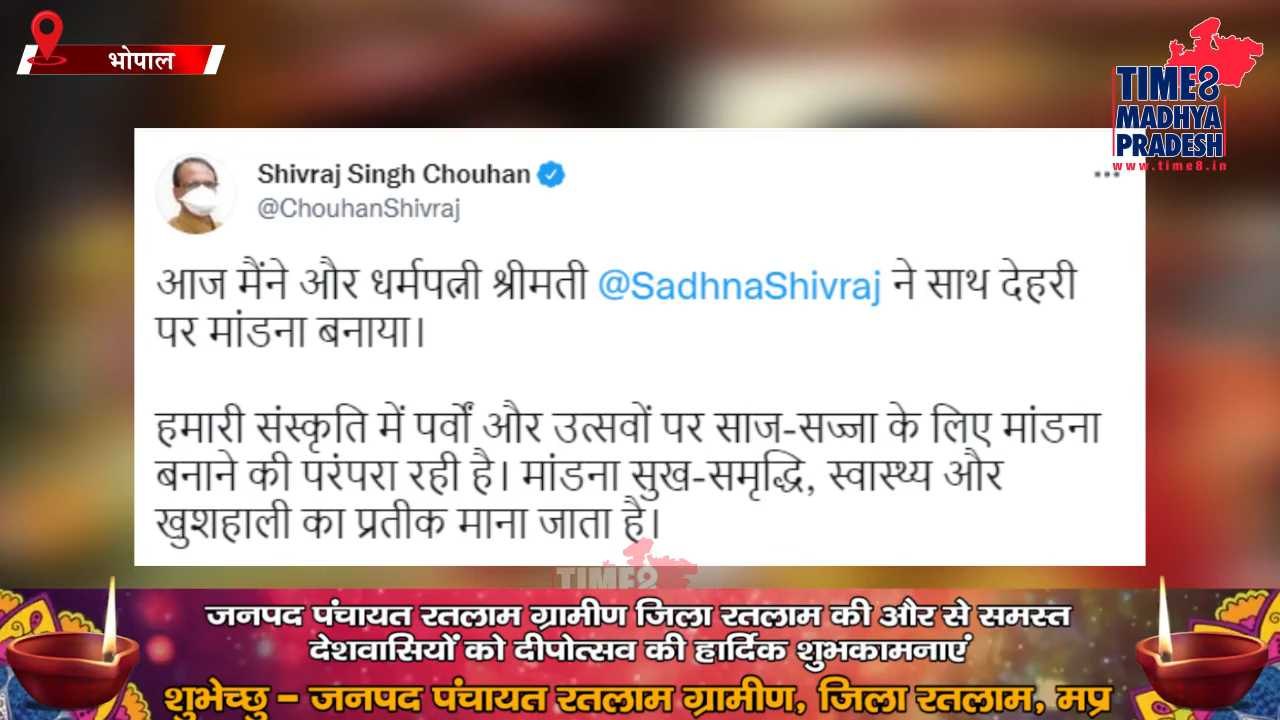 भोपाल
TIME8
MADHYA
PRADESH
www.time8.in
Shivraj Singh Chouhan
@ChouhanShivraj
आज मैंने और धर्मपत्नी श्रीमती @SadhnaShivraj ने साथ देहरी
पर मांडना बनाया।
हमारी संस्कृति में पर्वों और उत्सवों पर साज-सज्जा के लिए मांडना
बनाने की परंपरा रही है। मांडना सुख-समृद्धि, स्वास्थ्य और
खुशहाली का प्रतीक माना जाता है।
TIME8
जनपद पंचायत रतलाम ग्रामीण जिला रतलाम की और से समस्त
देशवासियों को दीपोत्सव की हार्दिक शुभकामनाएं
शुभेच्छु – जनपद पंचायत रतलाम ग्रामीण, जिला रतलाम, मप्र